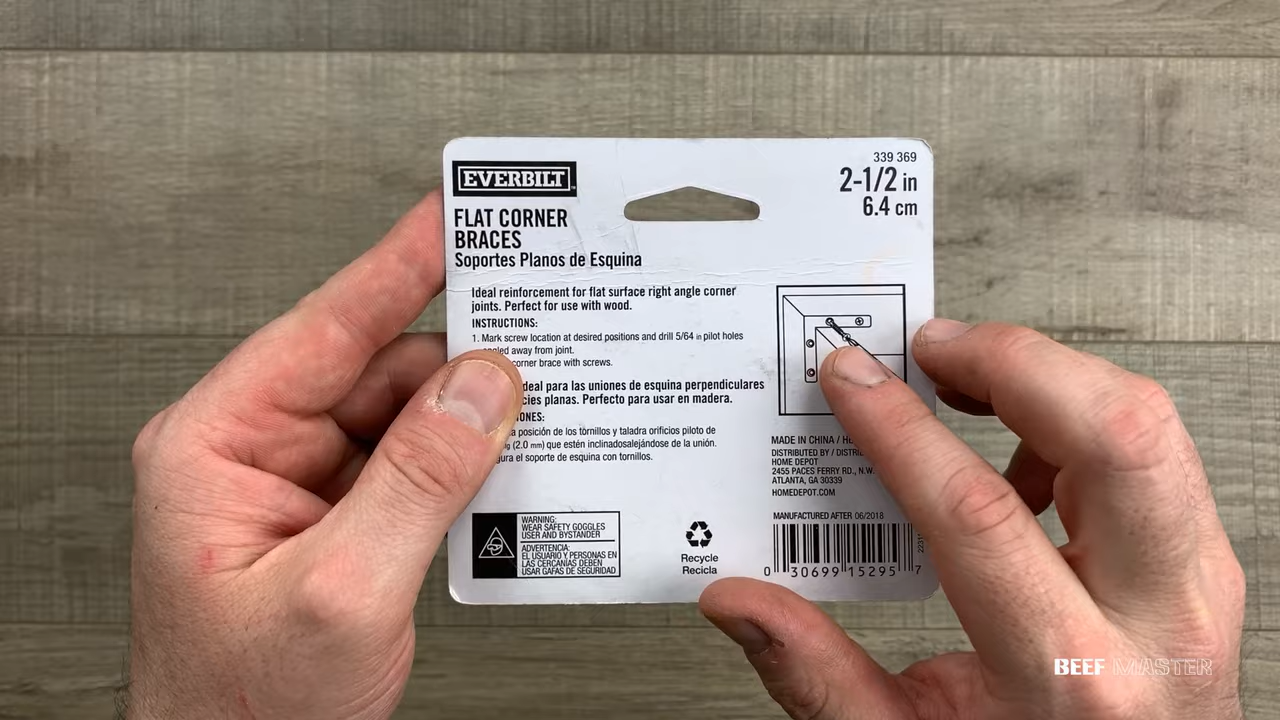 EVERBILT
339 369
2-1/2 in
6.4 cm
FLAT CORNER
BRACES
Soportes Planos de Esquina
Ideal reinforcement for flat surface right angle corner
joints. Perfect for use with wood.
INSTRUCTIONS:
1. Mark screw location at desired positions and drill 5/64 in pilot holes
away from joint.
corner brace with screws.
deal para las uniones de esquina perpendiculares
cies planas. Perfecto para usar en madera.
ONES:
a posición de los tornillos y taladra orificios piloto de
(2.0 mm) que estén inclinadosalejándose de la unión.
gura el soporte de esquina con tornillos.
MADE IN CHINA /
DISTRIBUTED BY /
HOME DEPOT
2455 PACES FERRY RD., N.W.
ATLANTA, GA 30339
HOMEDEPOT.COM
MANUFACTURED AFTER 06/2018
0 30699 15295 7
WARNING:
WEAR SAFETY GOGGLES
USER AND BYSTANDER
ADVERTENCIA:
EL USUARIO Y PERSONAS EN
LAS CERCANÍAS DEBEN
USAR GAFAS DE SEGURIDAD
Recycle
Recicla
BEEF MASTER